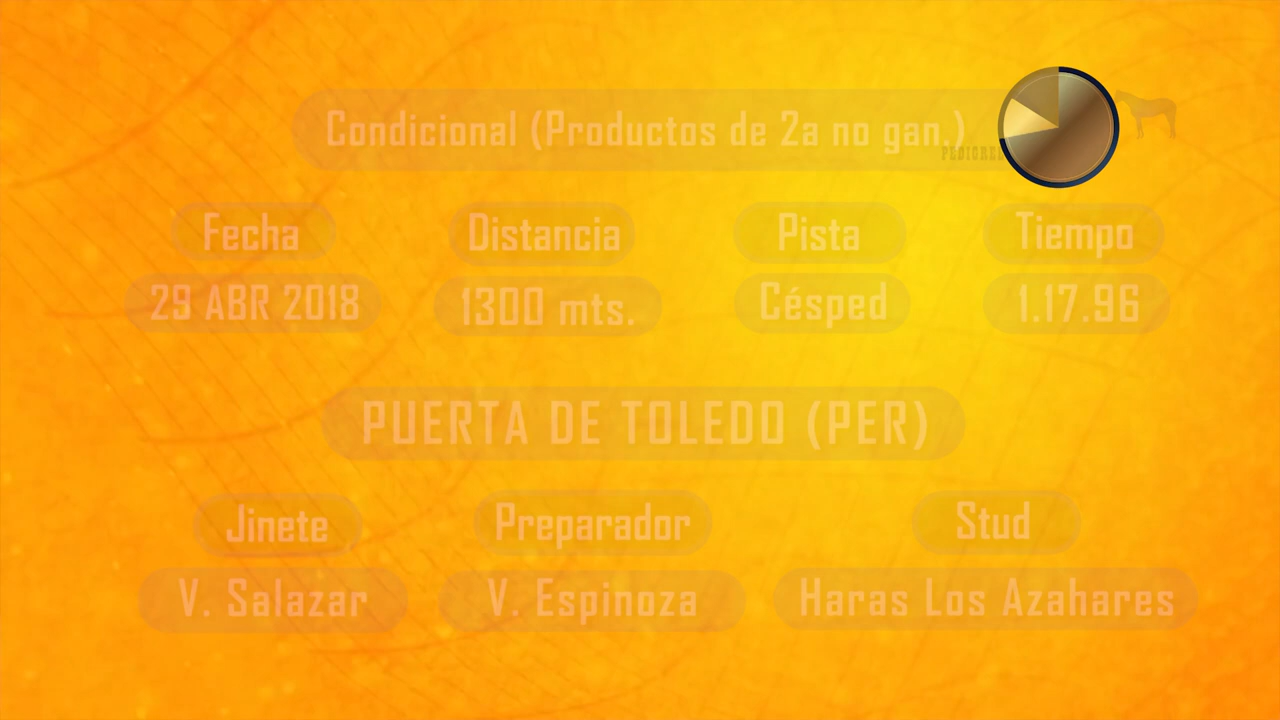 Condicional (Productos de 2a no gan.)
PEDIGREE
Fecha Distancia Pista Tiempo
29 ABR 2018 1300 mts. Césped 1.17.96
PUERTA DE TOLEDO (PER)
Jinete Preparador Stud
V. Salazar V. Espinoza Haras Los Azahares